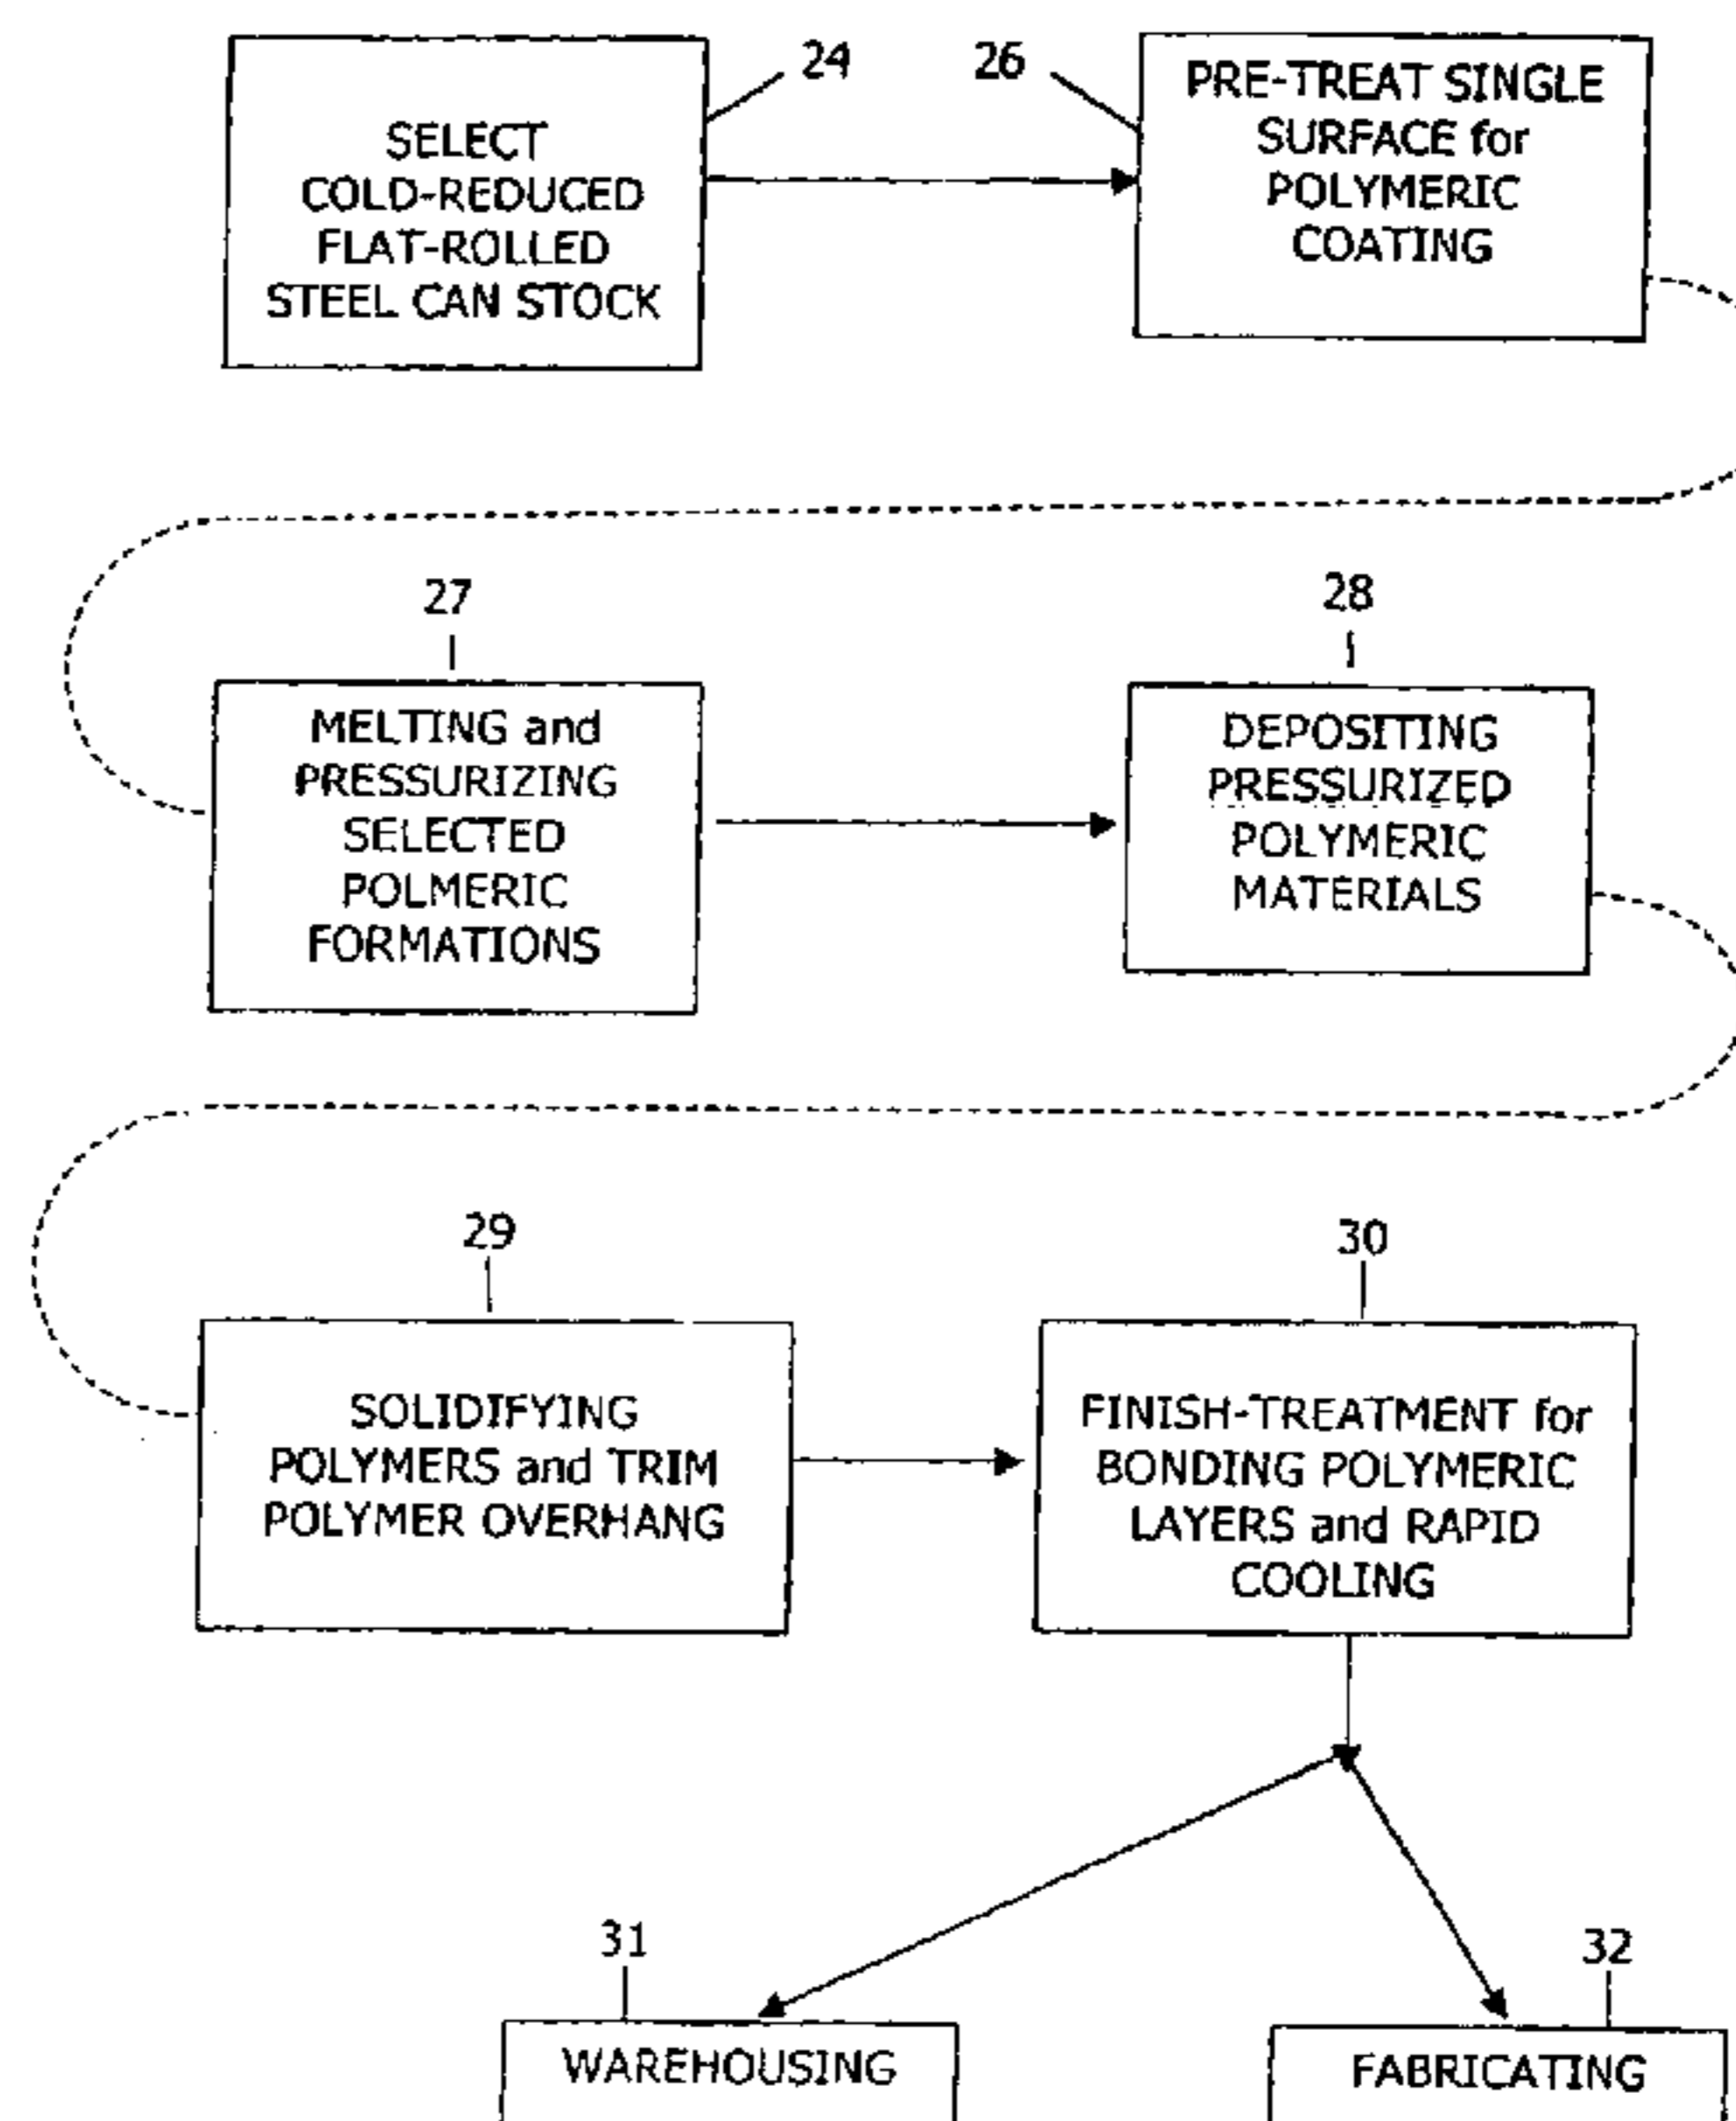 24
SELECT
COLD-REDUCED
FLAT-ROLLED
STEEL CAN STOCK
26
PRE-TREAT SINGLE
SURFACE for
POLYMERIC
COATING
27
MELTING and
PRESSURIZING
SELECTED
POLMERIC
FORMATIONS
28
DEPOSITING
PRESSURIZED
POLYMERIC
MATERIALS
29
SOLIDIFYING
POLYMERS and TRIM
POLYMER OVERHANG
30
FINISH-TREATMENT for
BONDING POLYMERIC
LAYERS and RAPID
COOLING
31
WAREHOUSING
32
FABRICATING